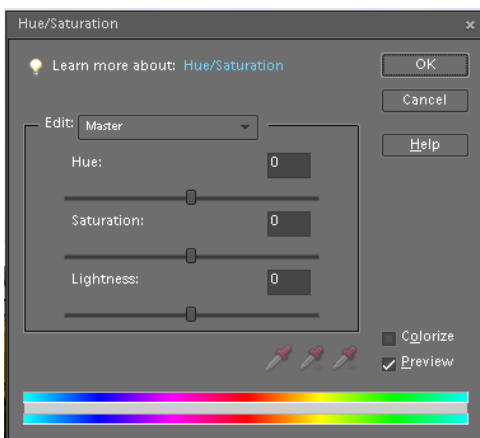 Hue/Saturation
Learn more about: Hue/Saturation
OK
Cancel
Edit: Master
Help
Hue: 0
Saturation: 0
Lightness: 0
Colorize
Preview